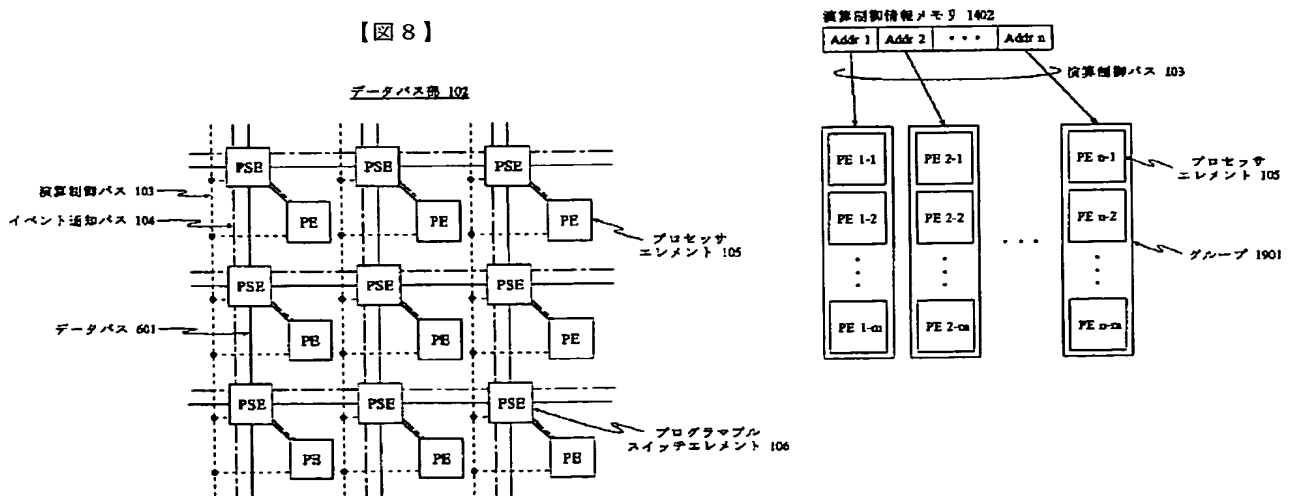 【図8】
データパス部 102
PSE PSE PSE
演算制御バス 103
イベント通知バス 104
PE PE PE
プロセッサ
エレメント 105
PSE PSE PSE
データバス 601
PE PE PE
PSE PSE PSE
プログラマブル
スイッチエレメント 106
PE PE PE
演算制御情報メモリ 1402
Addr 1 Addr 2 ・・・ Addr n
演算制御バス 103
PE 1-1 PE 2-1 PE n-1
プロセッサ
エレメント 105
PE 1-2 PE 2-2 PE n-2
・・・
グループ 1901
PE 1-m PE 2-m PE n-m